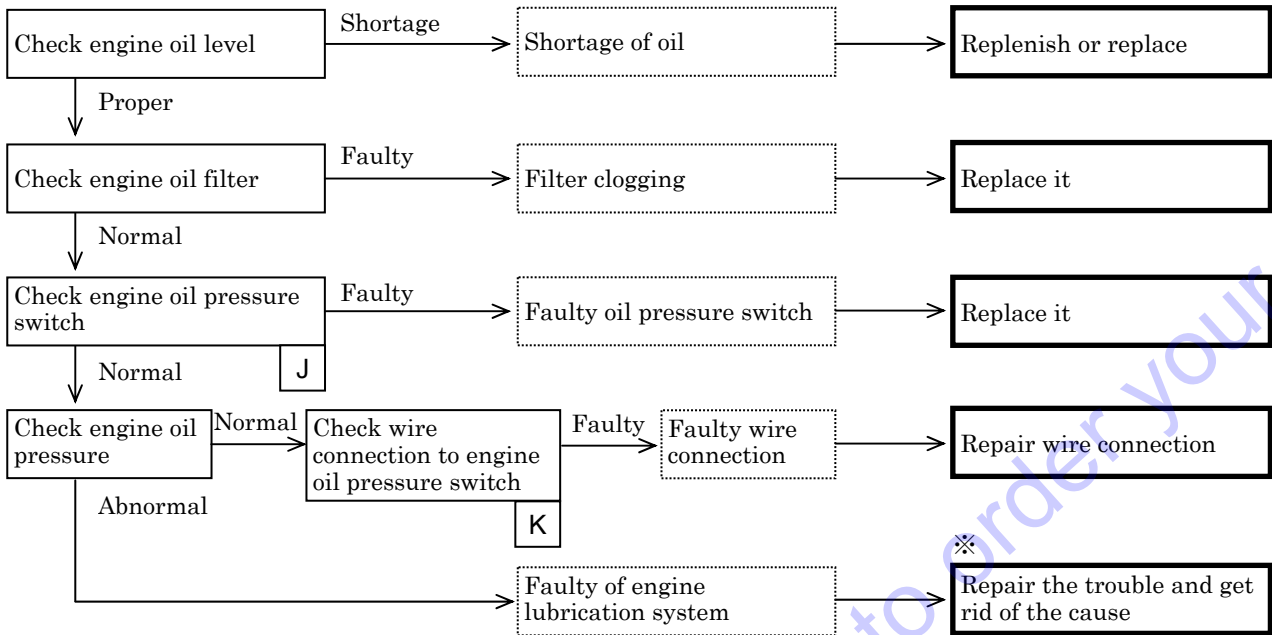 Check engine oil level
Shortage
Shortage of oil
Replenish or replace
Proper
Check engine oil filter
Faulty
Filter clogging
Replace it
Normal
Check engine oil pressure
switch
J
Faulty
Faulty oil pressure switch
Replace it
Normal
Check engine oil
pressure
Normal
Check wire
connection to engine
oil pressure switch
K
Faulty
Faulty wire
connection
Repair wire connection
Abnormal
Faulty of engine
lubrication system
※
Repair the trouble and get
rid of the cause
to order your